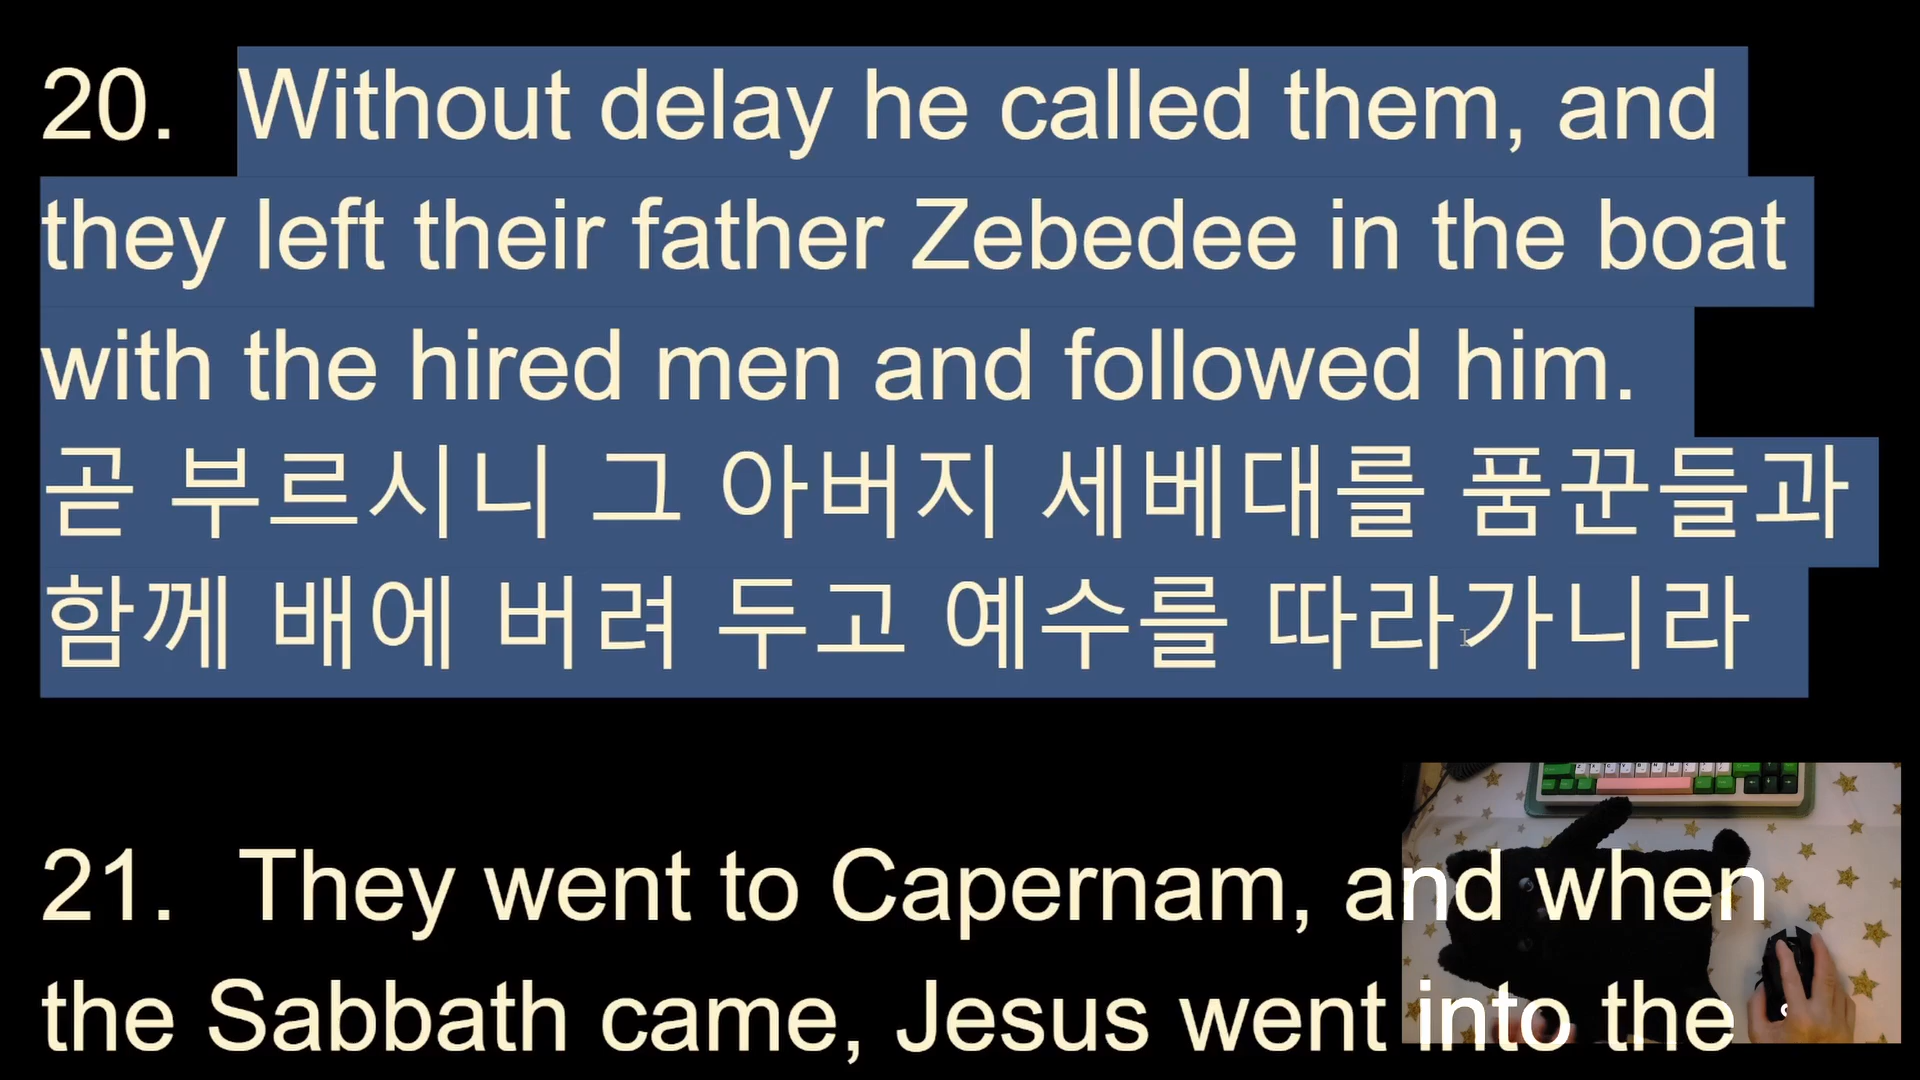 20. Without delay he called them, and
they left their father Zebedee in the boat
with the hired men and followed him.
곧 부르시니 그 아버지 세베대를 품꾼들과
함께 배에 버려 두고 예수를 따라가니라
21. They went to Capernam, and when
the Sabbath came, Jesus went into the